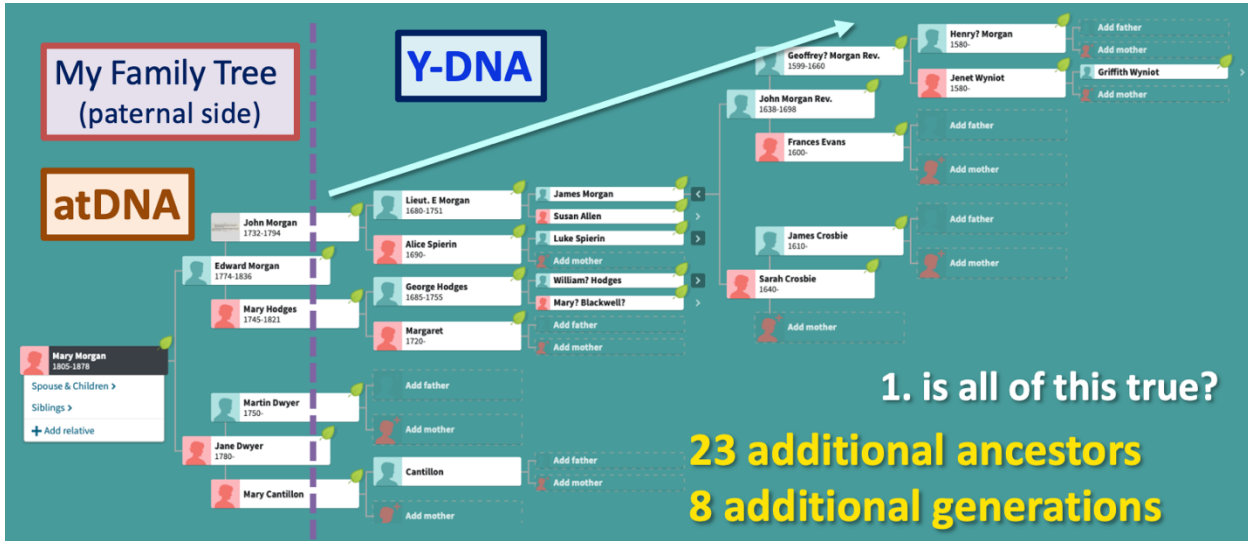 My Family Tree
(paternal side)
atDNA
Y-DNA
Mary Morgan
1805-1878
Spouse & Children >
Siblings >
+ Add relative
Edward Morgan
1774-1836
Jane Dwyer
1780-
John Morgan
1732-1794
Mary Hodges
1745-1821
Martin Dwyer
1750-
Mary Cantillon
Lieut. E Morgan
1680-1751
Alice Spierin
1690-
George Hodges
1685-1755
Margaret
1720-
Add father
Add mother
Cantillon
Add mother
James Morgan
Susan Allen
Luke Spierin
Add mother
William? Hodges
Mary? Blackwell?
Add father
Add mother
Add father
Add mother
John Morgan Rev.
1638-1698
Sarah Crosbie
1640-
Geoffrey? Morgan Rev.
1599-1660
Frances Evans
1600-
James Crosbie
1610-
Add mother
Henry? Morgan
1580-
Jenet Wyniot
1580-
Add father
Add mother
Add father
Add mother
Add father
Add mother
Griffith Wyniot
Add mother
1. is all of this true?
23 additional ancestors
8 additional generations